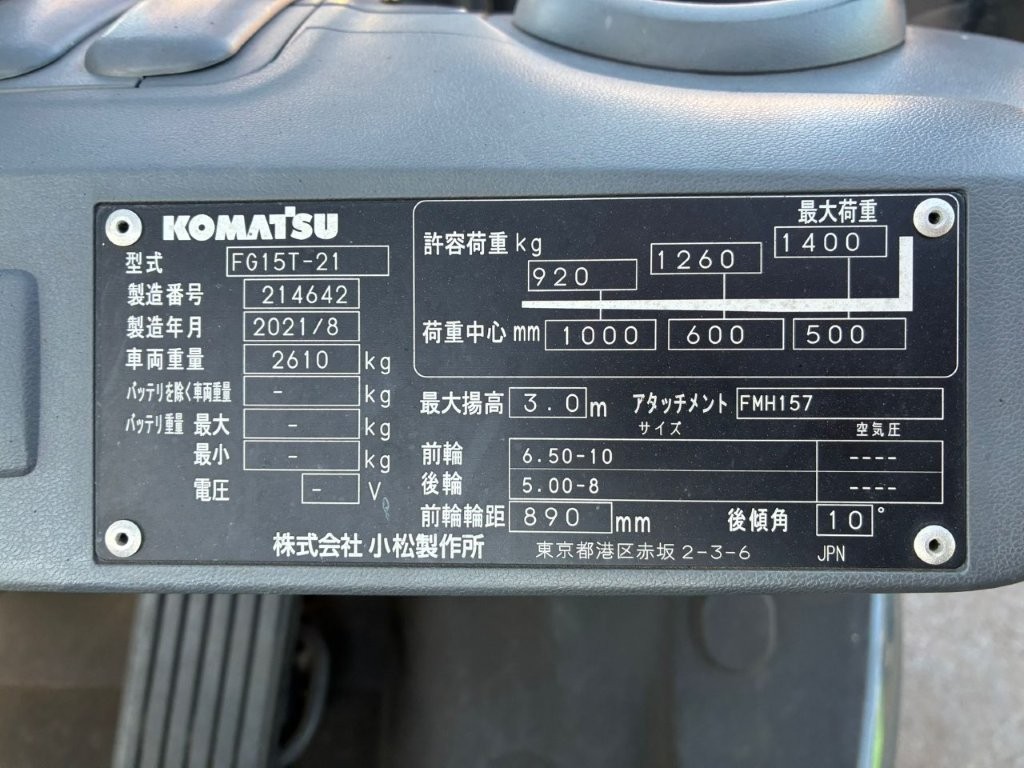 KOMATSU
型式 FG15T-21
製造番号 214642
製造年月 2021/8
車両重量 2610 kg
バッテリを除く車両重量 - kg
バッテリ重量 最大 - kg
最小 - kg
電圧 - V
最大荷重
許容荷重 kg 920 1260 1400
荷重中心 mm 1000 600 500
最大揚高 3.0 m アタッチメント FMH157
サイズ 空気圧
前輪 6.50-10 ----
後輪 5.00-8 ----
前輪輪距 890 mm 後傾角 10°
株式会社 小松製作所 東京都港区赤坂2-3-6 JPN